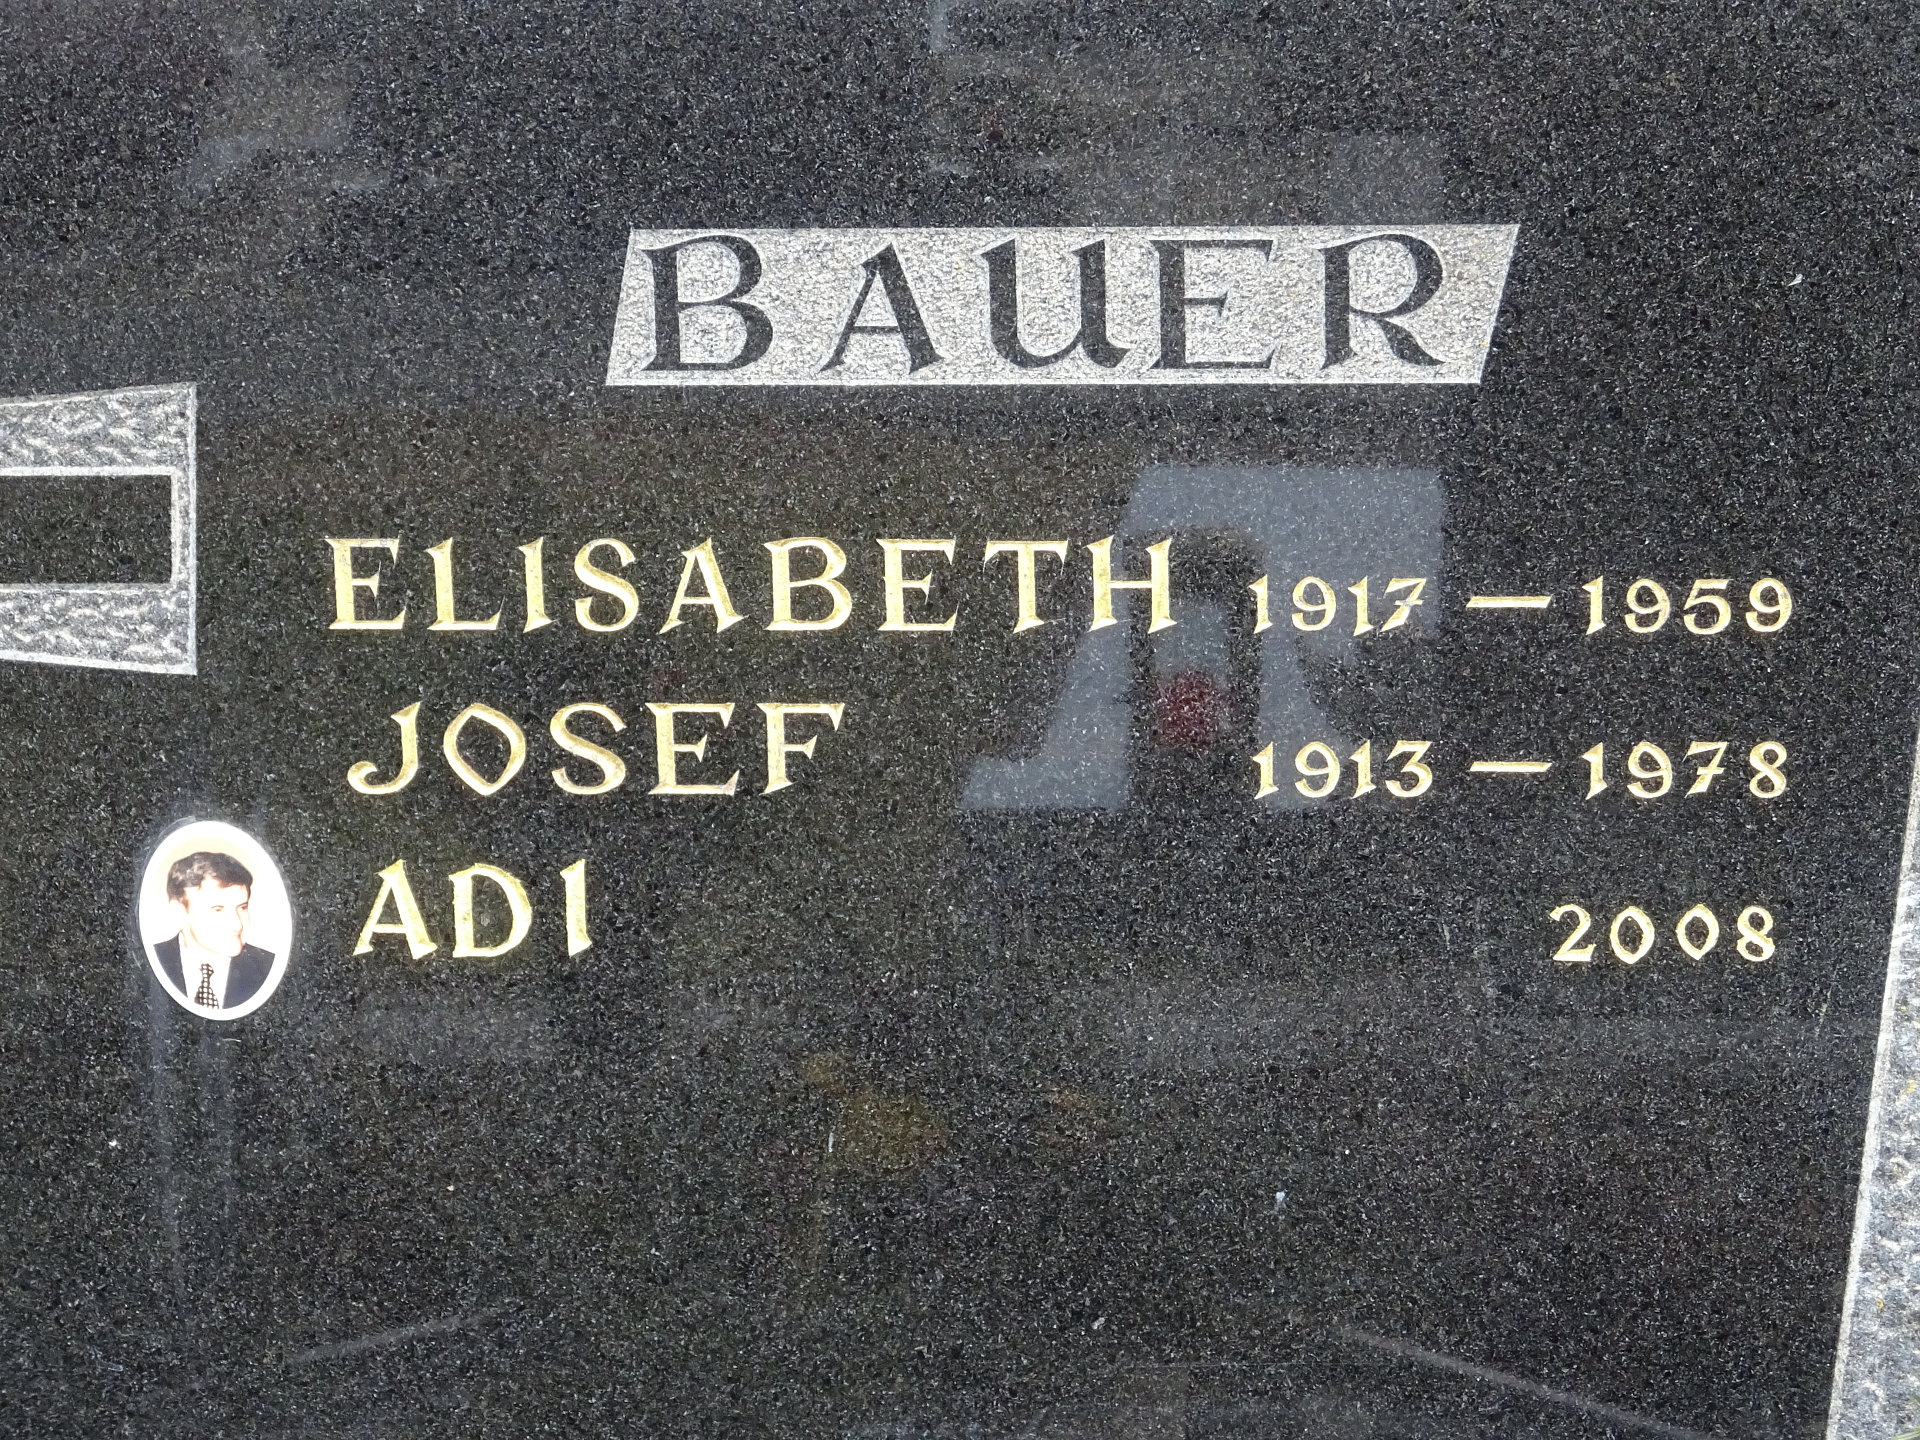 BAUER
ELISABETH 1917 — 1959
JOSEF 1913 — 1978
ADI 2008